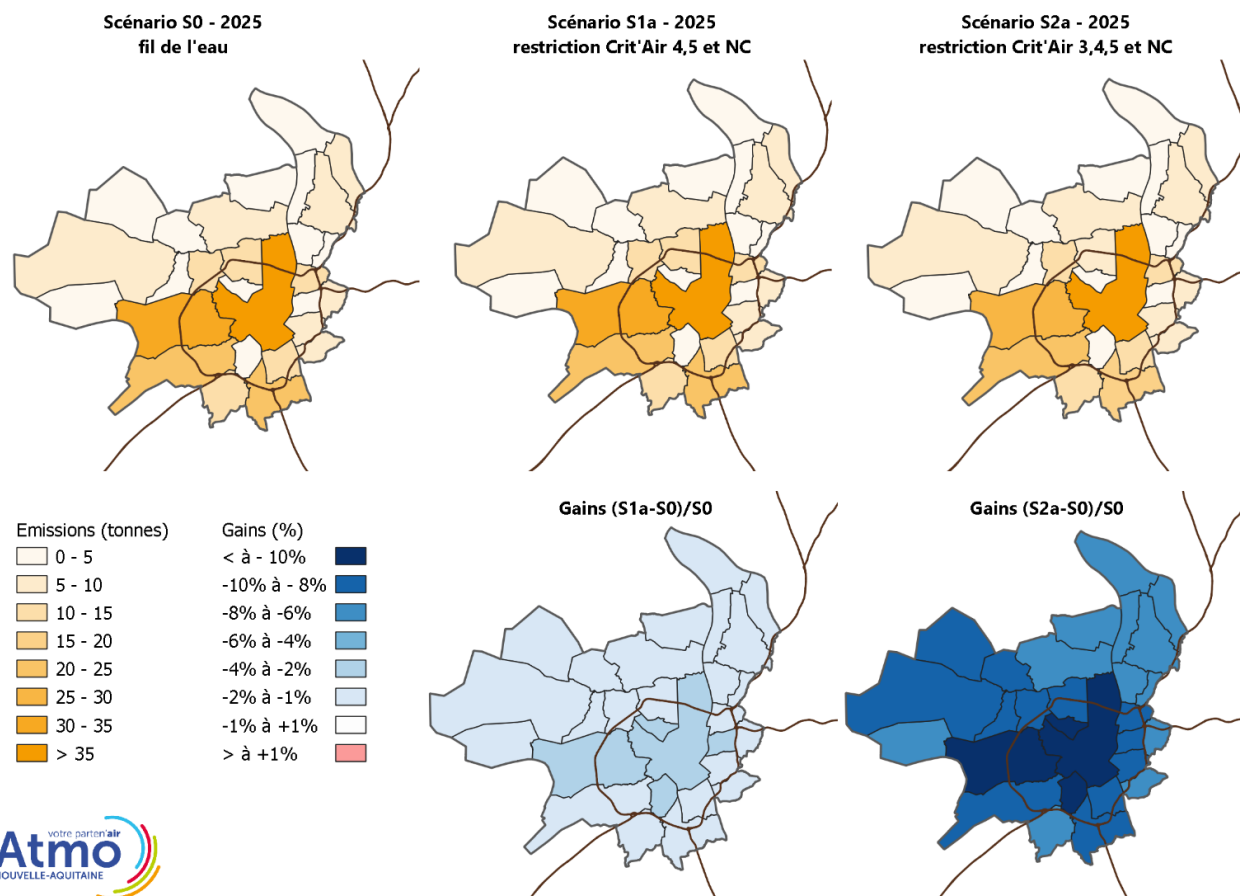 Scénario S0 - 2025
fil de l'eau
Scénario S1a - 2025
restriction Crit'Air 4,5 et NC
Scénario S2a - 2025
restriction Crit'Air 3,4,5 et NC
Gains (S1a-S0)/S0
Gains (S2a-S0)/S0
Emissions (tonnes)
0 - 5
5 - 10
10 - 15
15 - 20
20 - 25
25 - 30
30 - 35
> 35
Gains (%)
< à - 10%
-10% à - 8%
-8% à -6%
-6% à -4%
-4% à -2%
-2% à -1%
-1% à +1%
> à +1%
votre parten'air
Atmo
NOUVELLE-AQUITAINE